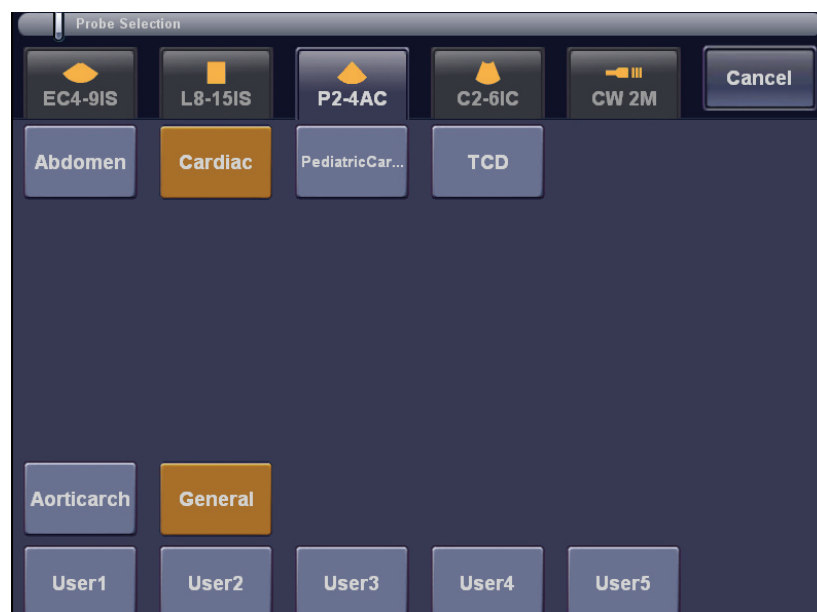 Probe Selection
EC4-9IS L8-15IS P2-4AC C2-6IC CW 2M Cancel
Abdomen Cardiac PediatricCar... TCD
Aorticarch General
User1 User2 User3 User4 User5